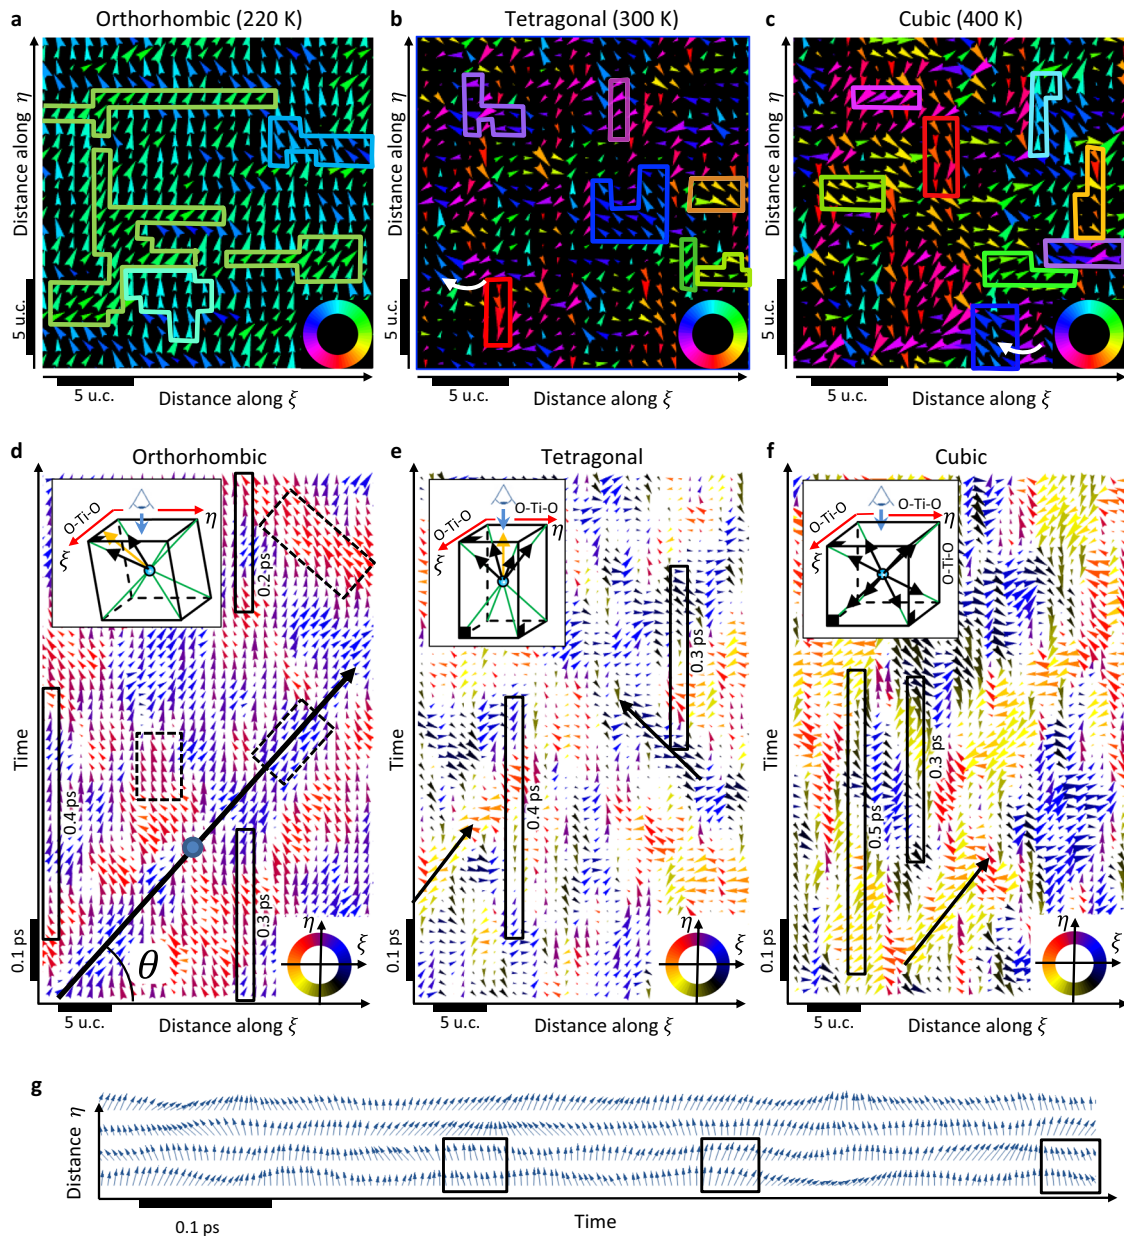 a Orthorhombic (220 K)
b Tetragonal (300 K)
c Cubic (400 K)
Distance along η
5 u.c.
5 u.c.
Distance along ξ
Distance along η
5 u.c.
5 u.c.
Distance along ξ
Distance along η
5 u.c.
5 u.c.
Distance along ξ
d Orthorhombic
e Tetragonal
f Cubic
O-Ti-O
η
ξ
0.2 ps
0.4 ps
0.3 ps
θ
η
ξ
Time
0.1 ps
5 u.c.
Distance along ξ
O-Ti-O
O-Ti-O
η
ξ
0.3 ps
0.4 ps
η
ξ
Time
0.1 ps
5 u.c.
Distance along ξ
O-Ti-O
O-Ti-O
η
ξ
0.3 ps
0.5 ps
η
ξ
Time
0.1 ps
5 u.c.
Distance along ξ
g
Distance η
0.1 ps
Time